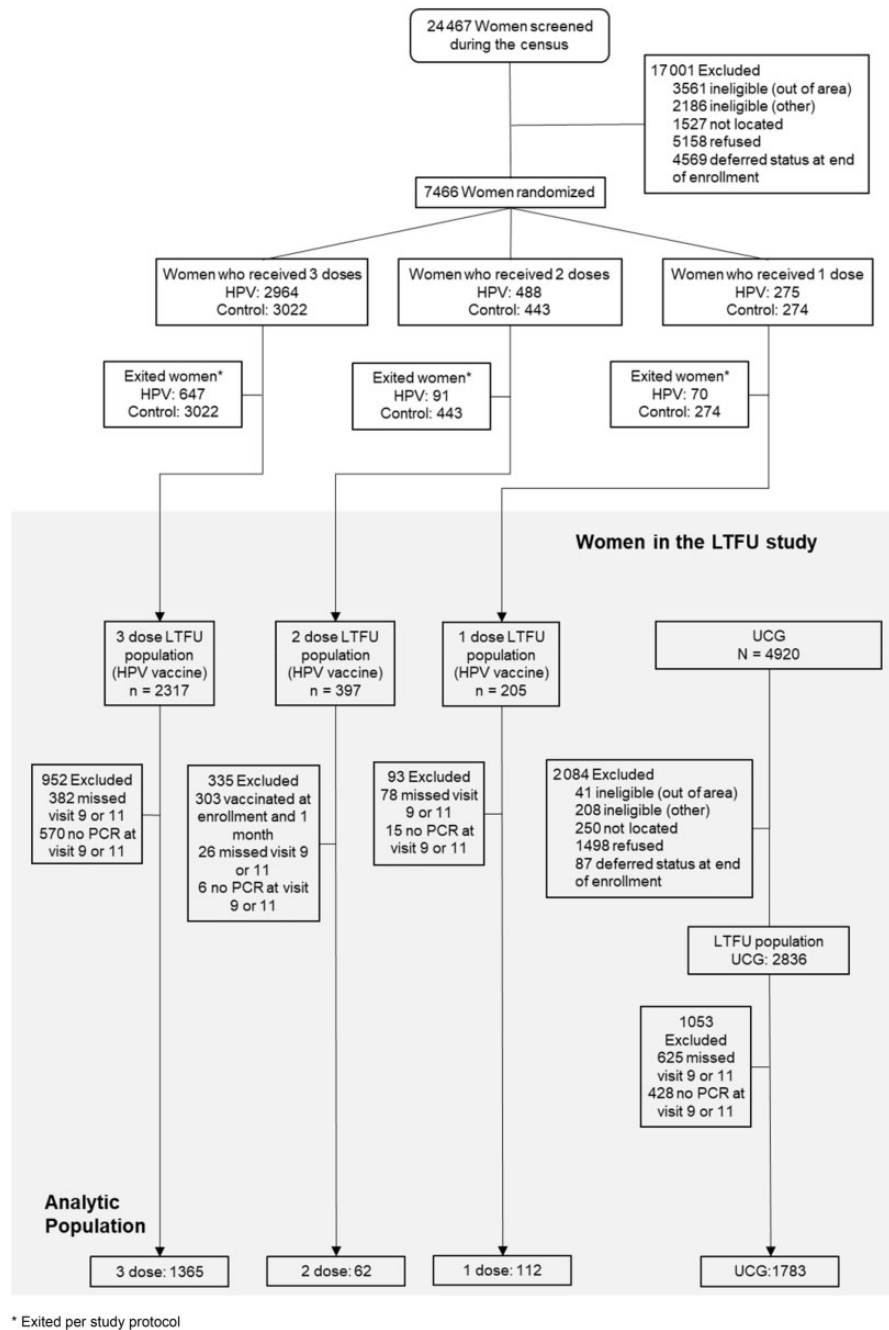 24467 Women screened
during the census
17001 Excluded
3561 ineligible (out of area)
2186 ineligible (other)
1527 not located
5158 refused
4569 deferred status at end
of enrollment
7466 Women randomized
Women who received 3 doses
HPV: 2964
Control: 3022
Women who received 2 doses
HPV: 488
Control: 443
Women who received 1 dose
HPV: 275
Control: 274
Exited women*
HPV: 647
Control: 3022
Exited women*
HPV: 91
Control: 443
Exited women*
HPV: 70
Control: 274
Women in the LTFU study
3 dose LTFU
population
(HPV vaccine)
n = 2317
2 dose LTFU
population
(HPV vaccine)
n = 397
1 dose LTFU
population
(HPV vaccine)
n = 205
UCG
N = 4920
952 Excluded
382 missed
visit 9 or 11
570 no PCR at
visit 9 or 11
335 Excluded
303 vaccinated at
enrollment and 1
month
26 missed visit 9
or 11
6 no PCR at visit
9 or 11
93 Excluded
78 missed visit
9 or 11
15 no PCR at
visit 9 or 11
2084 Excluded
41 ineligible (out of area)
208 ineligible (other)
250 not located
1498 refused
87 deferred status at end
of enrollment
LTFU population
UCG: 2836
1053
Excluded
625 missed
visit 9 or 11
428 no PCR at
visit 9 or 11
Analytic
Population
3 dose: 1365
2 dose: 62
1 dose: 112
UCG:1783
* Exited per study protocol